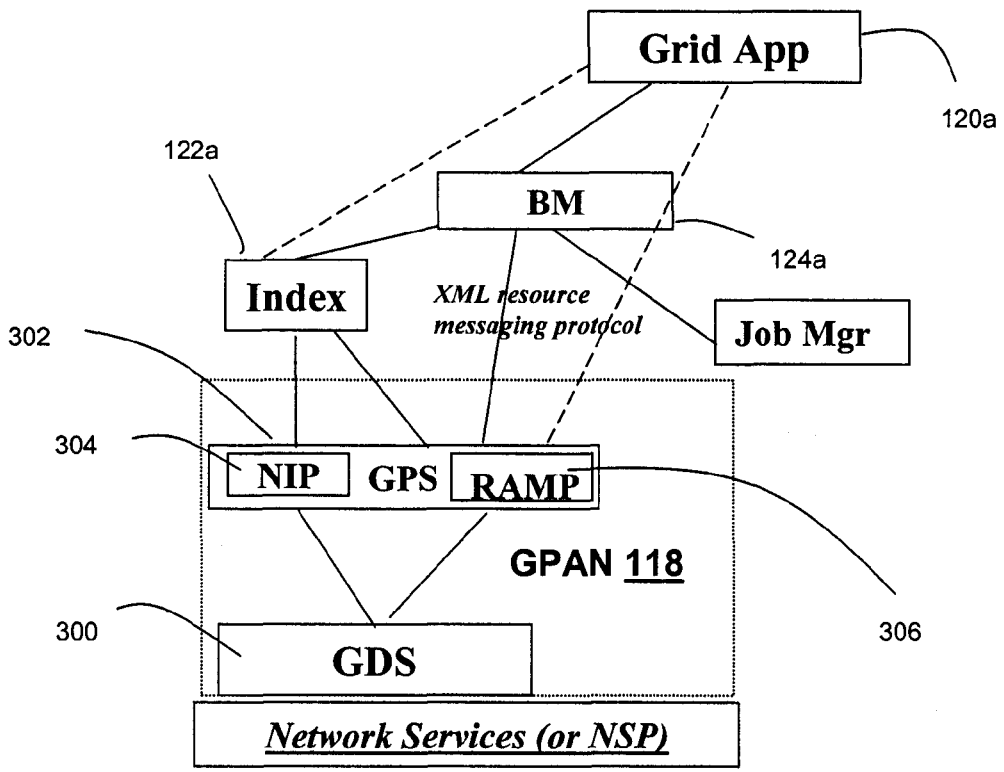 Grid App
120a
122a
BM
124a
Index
XML resource
messaging protocol
Job Mgr
302
304
NIP
GPS
RAMP
GPAN 118
300
306
GDS
Network Services (or NSP)